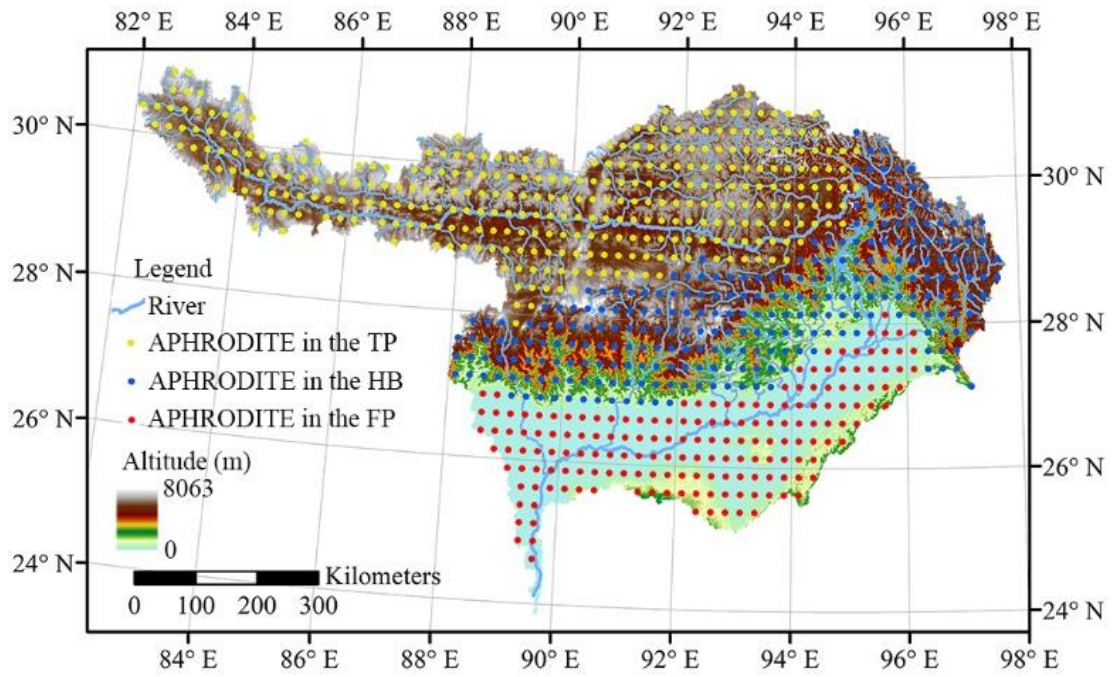 82° E 84° E 86° E 88° E 90° E 92° E 94° E 96° E 98° E
30° N
30° N
28° N
Legend
River
28° N
APHRODITE in the TP
APHRODITE in the HB
26° N
APHRODITE in the FP
Altitude (m)
26° N
8063
0
24° N
Kilometers
0 100 200 300
24° N
84° E 86° E 88° E 90° E 92° E 94° E 96° E 98° E